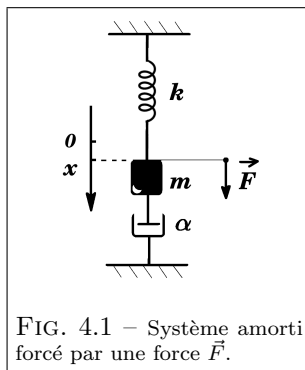 k
0
x
m
F
α
FIG. 4.1 – Système amorti
forcé par une force F⃗.